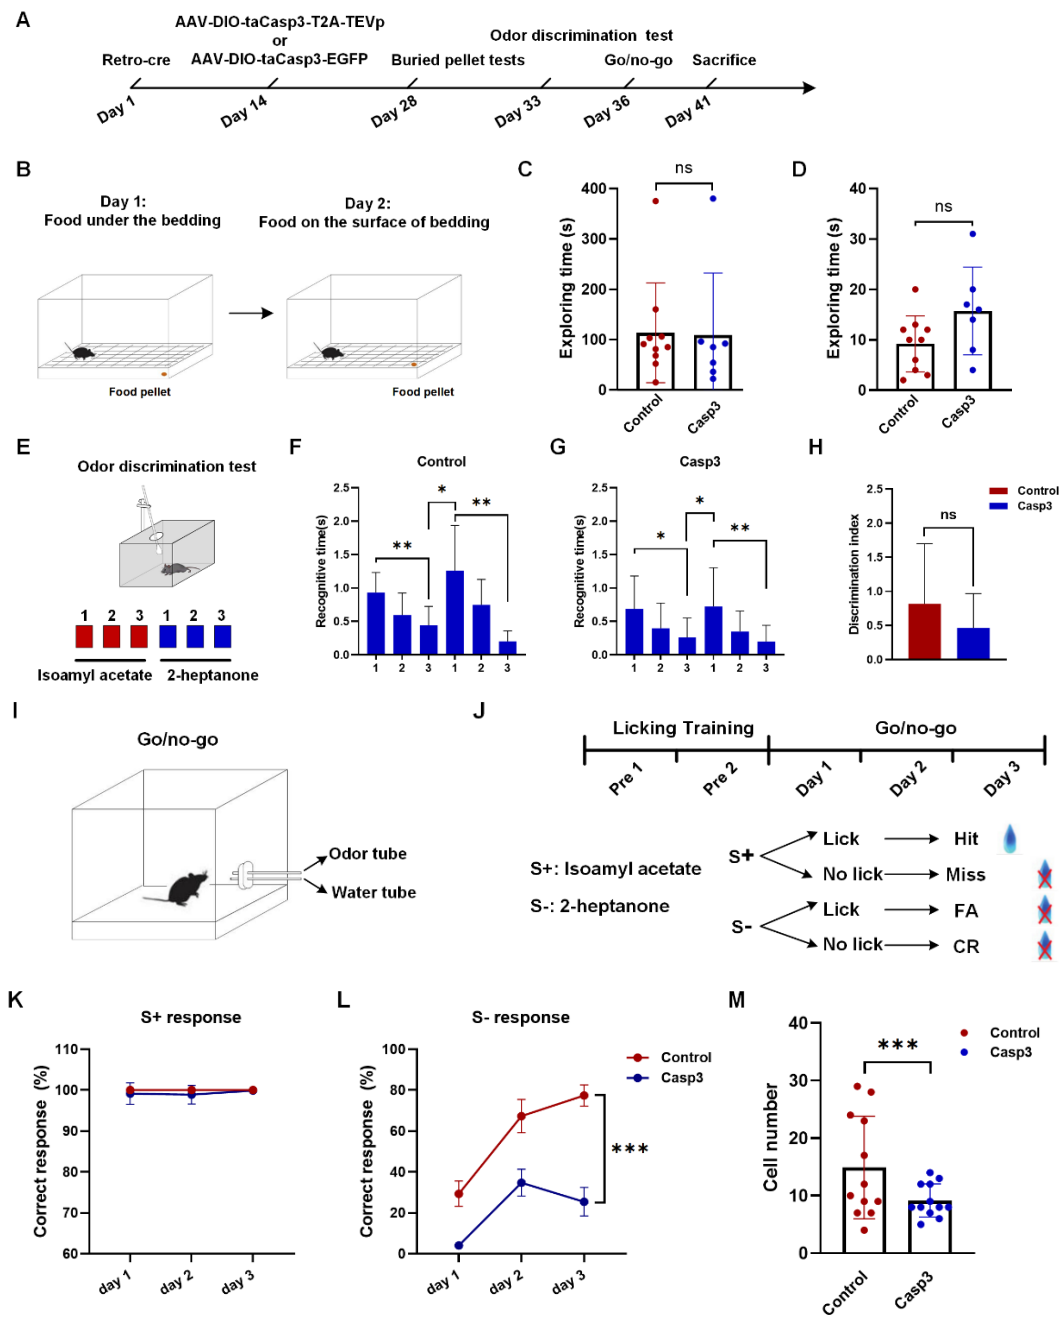 A
AAV-DIO-taCasp3-T2A-TEVp
or
AAV-DIO-taCasp3-EGFP
Retro-cre
Buried pellet tests
Odor discrimination test
Go/no-go
Sacrifice
Day 1
Day 14
Day 28
Day 33
Day 36
Day 41
B
Day 1:
Food under the bedding
Day 2:
Food on the surface of bedding
Food pellet
Food pellet
C
ns
Exploring time (s)
400
300
200
100
0
Control
Casp3
D
ns
Exploring time (s)
40
30
20
10
0
Control
Casp3
E
Odor discrimination test
1 2 3 1 2 3
Isoamyl acetate 2-heptanone
F
Control
Recognitive time(s)
2.5
2.0
1.5
1.0
0.5
0.0
**
*
**
1 2 3 1 2 3
G
Casp3
Recognitive time(s)
2.5
2.0
1.5
1.0
0.5
0.0
*
*
**
1 2 3 1 2 3
H
Control
Casp3
ns
Discrimination index
2.5
2.0
1.5
1.0
0.5
0.0
I
Go/no-go
Odor tube
Water tube
J
Licking Training
Go/no-go
Pre 1
Pre 2
Day 1
Day 2
Day 3
S+: Isoamyl acetate
S-: 2-heptanone
S+
Lick Hit
No lick Miss
S-
Lick FA
No lick CR
K
S+ response
Correct response (%)
110
100
90
80
70
60
day 1
day 2
day 3
L
S- response
Correct response (%)
100
80
60
40
20
0
day 1
day 2
day 3
Control
Casp3
***
M
Cell number
40
30
20
10
0
***
Control
Casp3
Control
Casp3